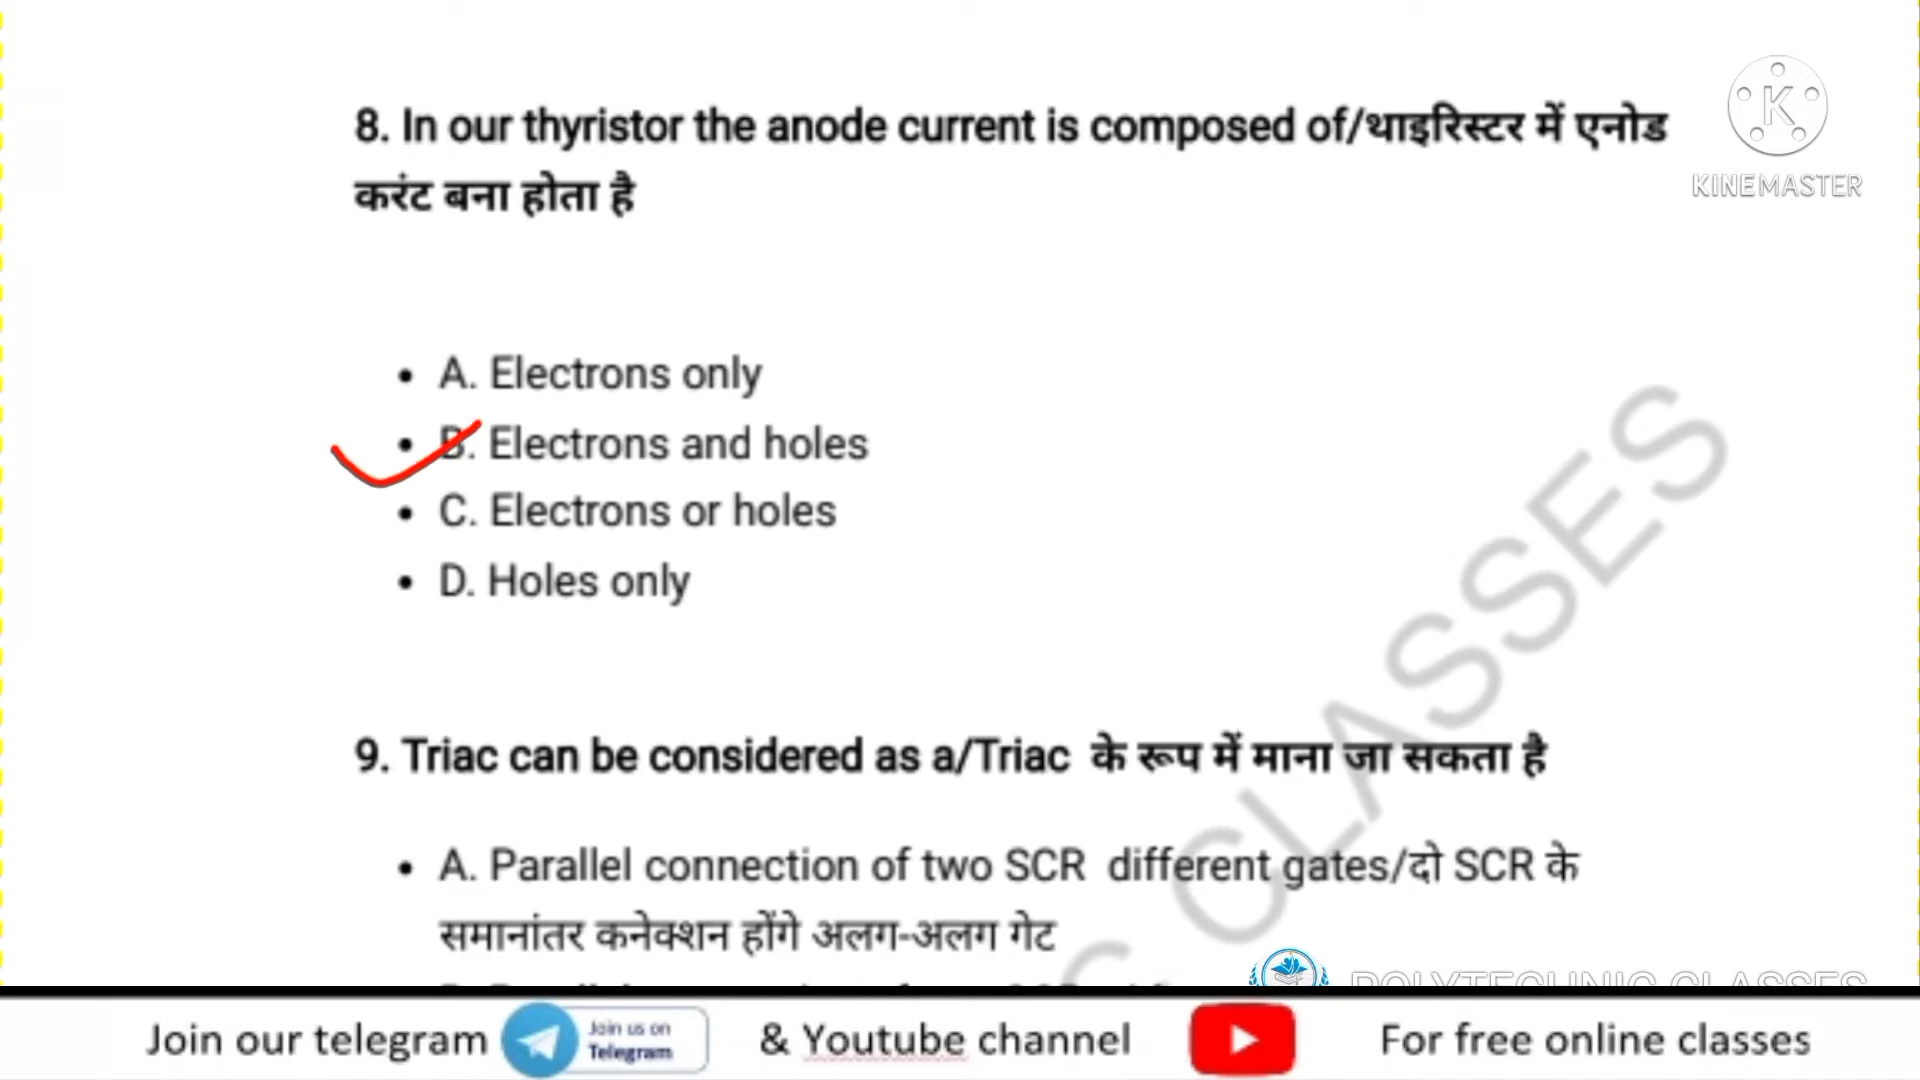 8. In our thyristor the anode current is composed of/थाइरिस्टर में एनोड
करंट बना होता है
KINEMASTER
A. Electrons only
B. Electrons and holes
C. Electrons or holes
D. Holes only
9. Triac can be considered as a/Triac के रूप में माना जा सकता है
A. Parallel connection of two SCR different gates/दो SCR के
समानांतर कनेक्शन होंगे अलग-अलग गेट
C CLASSES
POLYTECHNIC CLASSES
Join our telegram Join us on Telegram & Youtube channel For free online classes